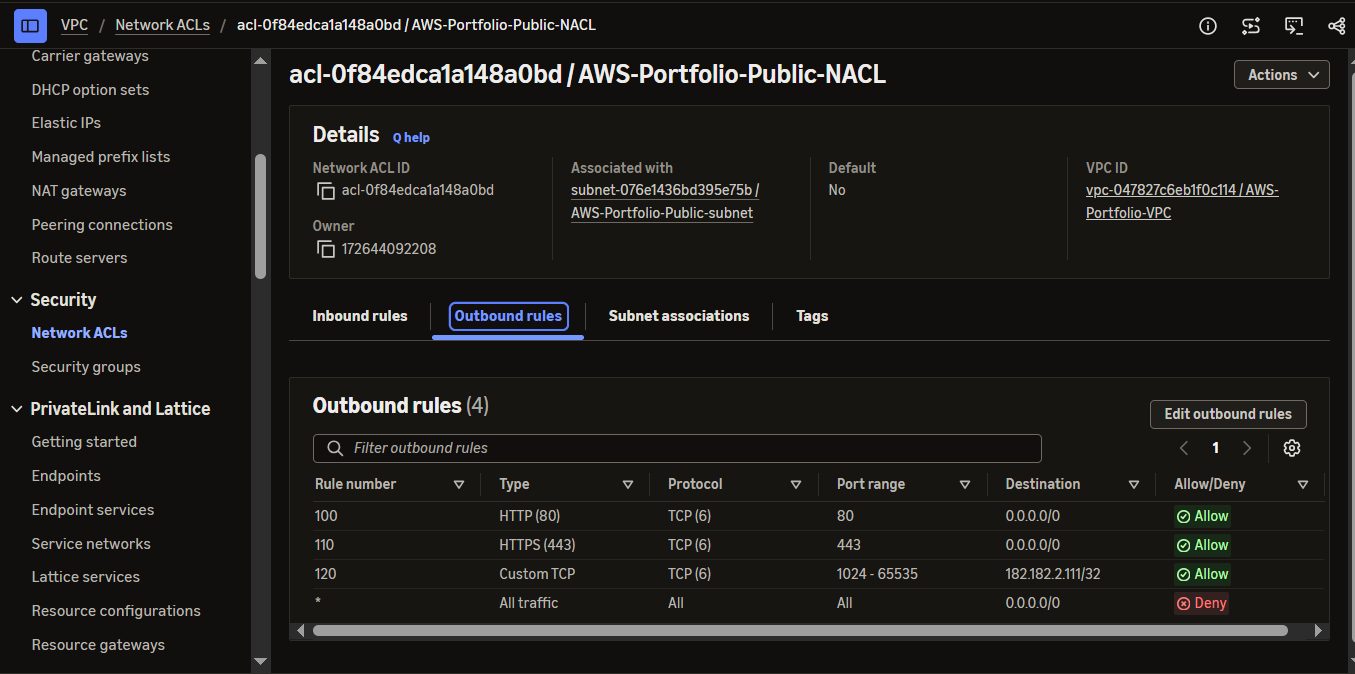 VPC / Network ACLs / acl-0f84edca1a148a0bd / AWS-Portfolio-Public-NACL
Carrier gateways
DHCP option sets
Elastic IPs
Managed prefix lists
NAT gateways
Peering connections
Route servers
Security
Network ACLs
Security groups
PrivateLink and Lattice
Getting started
Endpoints
Endpoint services
Service networks
Lattice services
Resource configurations
Resource gateways
acl-0f84edca1a148a0bd / AWS-Portfolio-Public-NACL
Actions
Details Q help
Network ACL ID
acl-0f84edca1a148a0bd
Owner
172644092208
Associated with
subnet-076e1436bd395e75b /
AWS-Portfolio-Public-subnet
Default
No
VPC ID
vpc-047827c6eb1f0c114 / AWS-
Portfolio-VPC
Inbound rules Outbound rules Subnet associations Tags
Outbound rules (4)
Edit outbound rules
Filter outbound rules
1
Rule number Type Protocol Port range Destination Allow/Deny
100 HTTP (80) TCP (6) 80 0.0.0.0/0 Allow
110 HTTPS (443) TCP (6) 443 0.0.0.0/0 Allow
120 Custom TCP TCP (6) 1024 - 65535 182.182.2.111/32 Allow
* All traffic All All 0.0.0.0/0 Deny